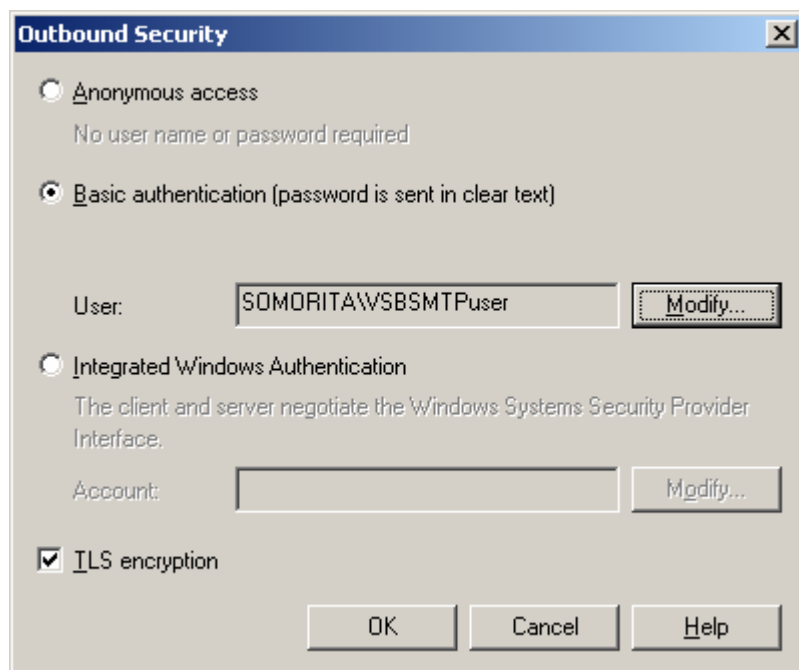 Outbound Security
Anonymous access
No user name or password required
Basic authentication (password is sent in clear text)
User: SOMORITA\VSBSMTPuser Modify...
Integrated Windows Authentication
The client and server negotiate the Windows Systems Security Provider
Interface.
Account: Modify...
TLS encryption
OK Cancel Help